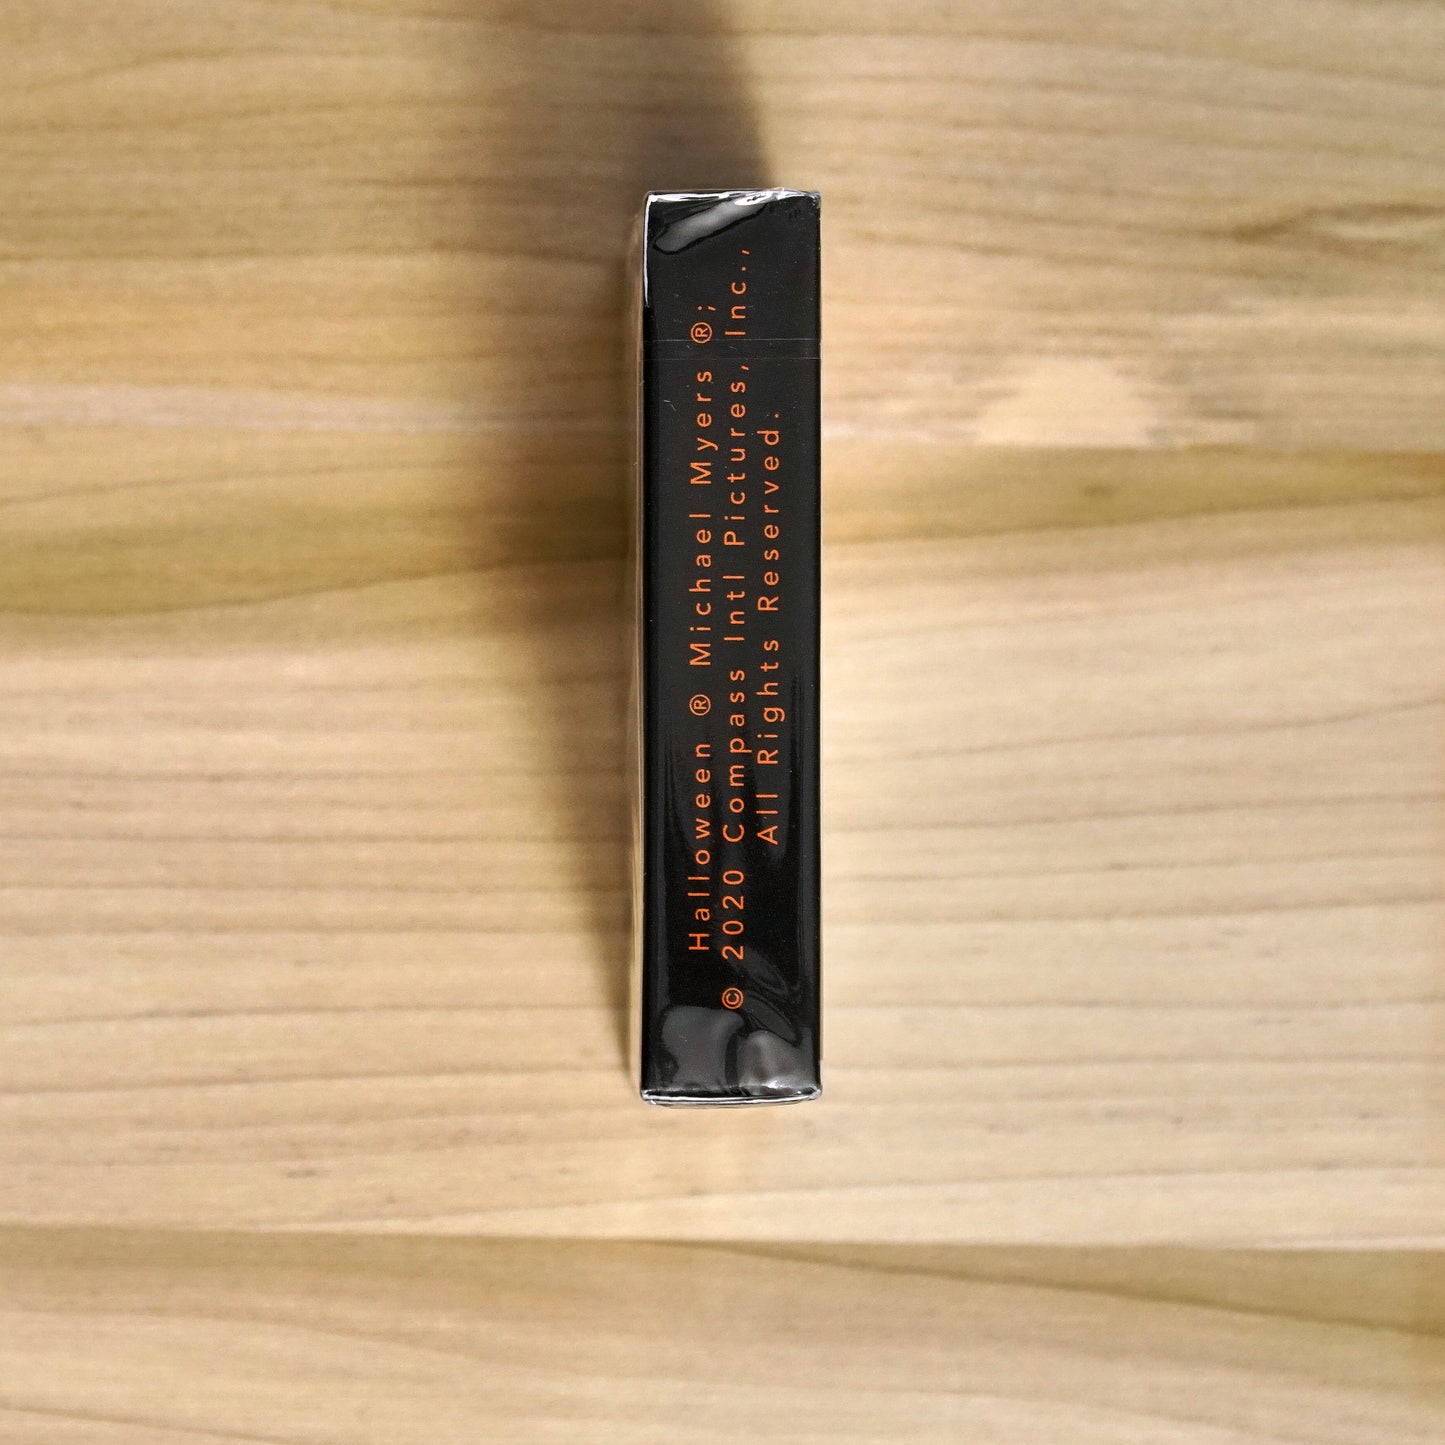 Halloween ® Michael Myers ®;
© 2020 Compass Intl Pictures, Inc.,
All Rights Reserved.